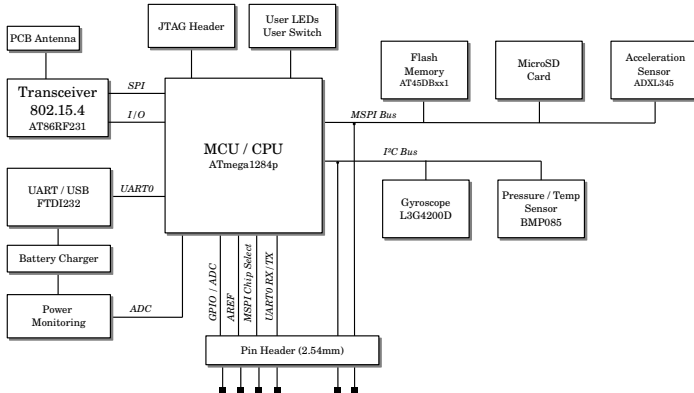 PCB Antenna
JTAG Header
User LEDs
User Switch
Transceiver
802.15.4
AT86RF231
SPI
I/O
MCU / CPU
ATmega1284p
Flash
Memory
AT45DBxx1
MicroSD
Card
Acceleration
Sensor
ADXL345
MSPI Bus
I²C Bus
UART / USB
FTDI232
UART0
Gyroscope
L3G4200D
Pressure / Temp
Sensor
BMP085
Battery Charger
Power
Monitoring
ADC
GPIO / ADC
AREF
MSPI Chip Select
UART0 RX/TX
Pin Header (2.54mm)